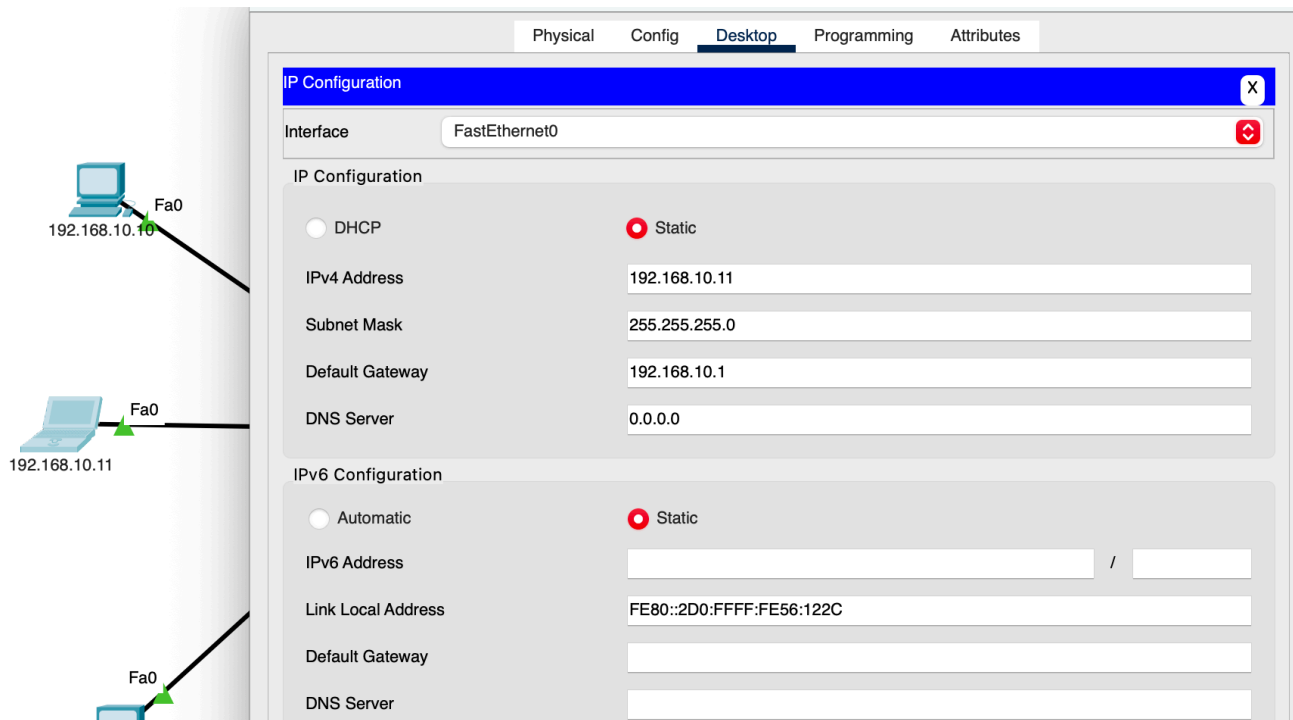 Physical Config Desktop Programming Attributes
IP Configuration
X
Interface FastEthernet0
IP Configuration
Fa0
192.168.10.10
DHCP Static
IPv4 Address 192.168.10.11
Subnet Mask 255.255.255.0
Default Gateway 192.168.10.1
Fa0
DNS Server 0.0.0.0
192.168.10.11
IPv6 Configuration
Automatic Static
IPv6 Address /
Link Local Address FE80::2D0:FFFF:FE56:122C
Default Gateway
Fa0
DNS Server